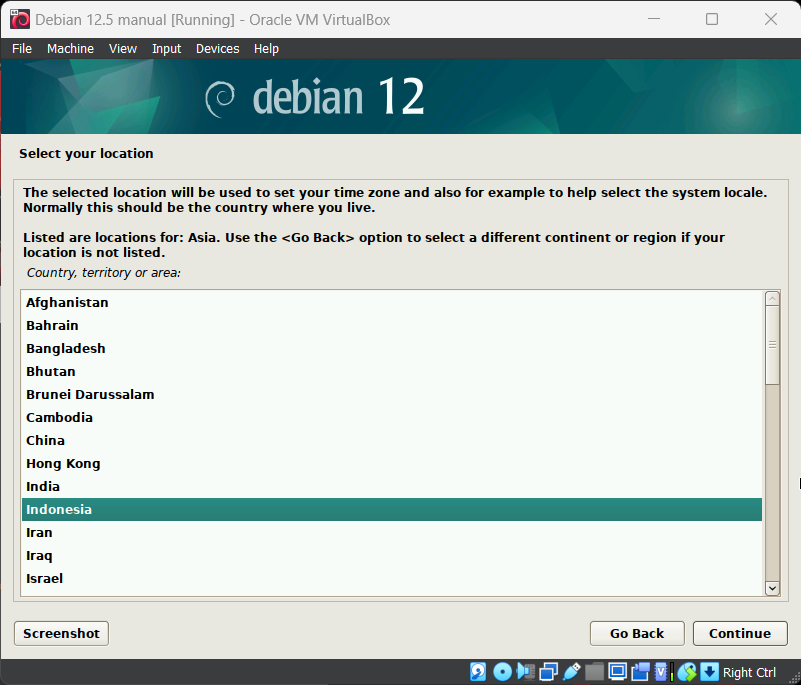 Debian 12.5 manual [Running] - Oracle VM VirtualBox
File Machine View Input Devices Help
debian 12
Select your location
The selected location will be used to set your time zone and also for example to help select the system locale.
Normally this should be the country where you live.
Listed are locations for: Asia. Use the <Go Back> option to select a different continent or region if your
location is not listed.
Country, territory or area:
Afghanistan
Bahrain
Bangladesh
Bhutan
Brunei Darussalam
Cambodia
China
Hong Kong
India
Indonesia
Iran
Iraq
Israel
Screenshot Go Back Continue
Right Ctrl